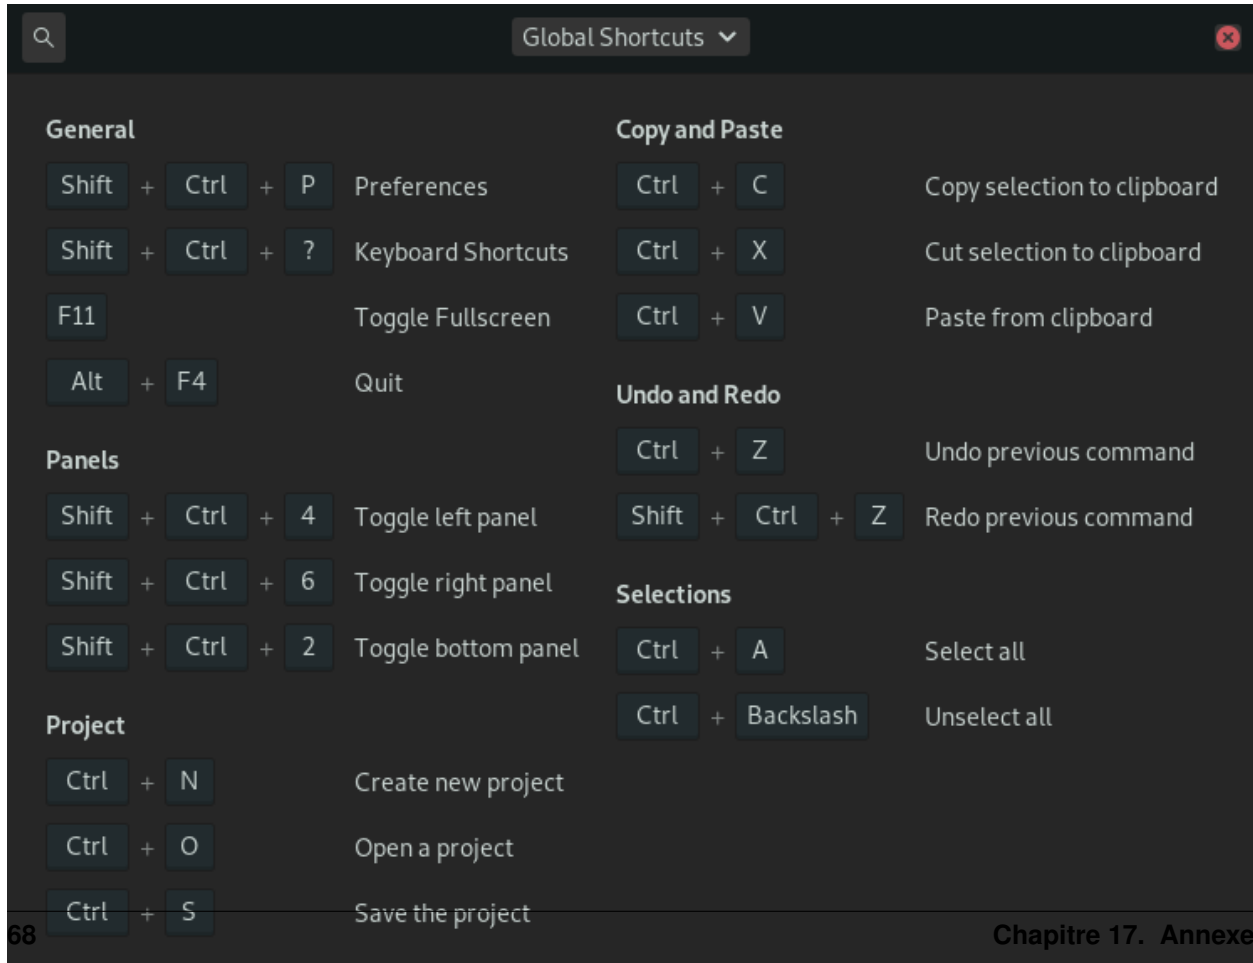 Global Shortcuts
General
Shift + Ctrl + P Preferences
Shift + Ctrl + ? Keyboard Shortcuts
F11 Toggle Fullscreen
Alt + F4 Quit
Panels
Shift + Ctrl + 4 Toggle left panel
Shift + Ctrl + 6 Toggle right panel
Shift + Ctrl + 2 Toggle bottom panel
Project
Ctrl + N Create new project
Ctrl + O Open a project
Ctrl + S Save the project
Copy and Paste
Ctrl + C Copy selection to clipboard
Ctrl + X Cut selection to clipboard
Ctrl + V Paste from clipboard
Undo and Redo
Ctrl + Z Undo previous command
Shift + Ctrl + Z Redo previous command
Selections
Ctrl + A Select all
Ctrl + Backslash Unselect all
68 Chapitre 17. Annexe